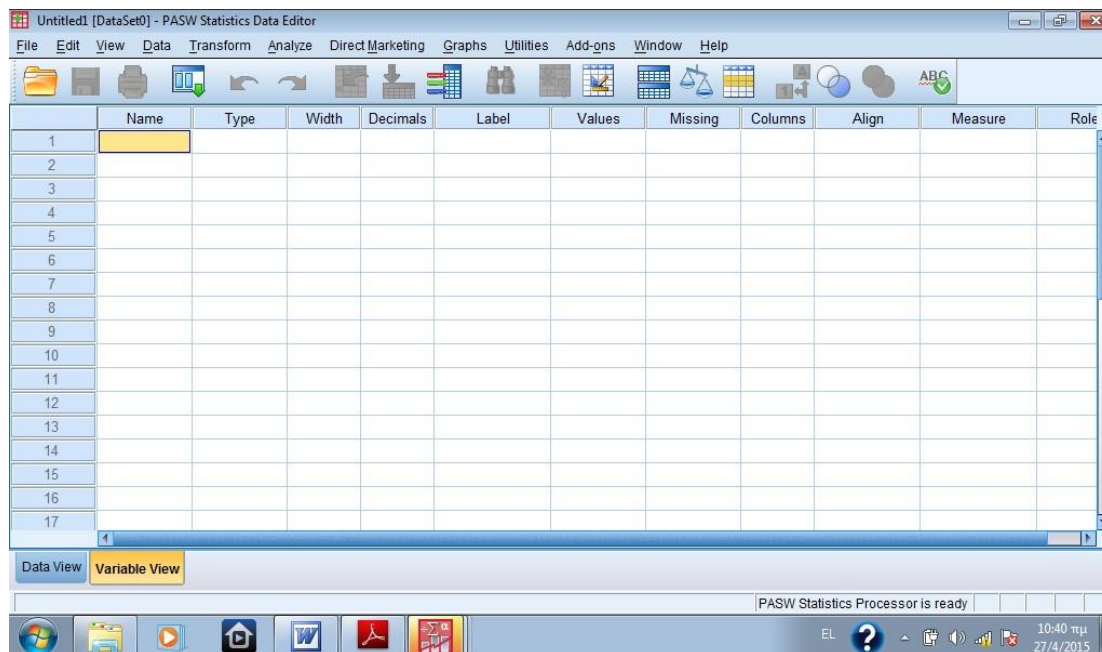 Untitled1 [DataSet0] - PASW Statistics Data Editor
File Edit View Data Transform Analyze Direct Marketing Graphs Utilities Add-ons Window Help
A
1
ABC
Name Type Width Decimals Label Values Missing Columns Align Measure Role
1
2
3
4
5
6
7
8
9
10
11
12
13
14
15
16
17
Data View Variable View
PASW Statistics Processor is ready
W
EL ? 10:40 πμ
27/4/2015